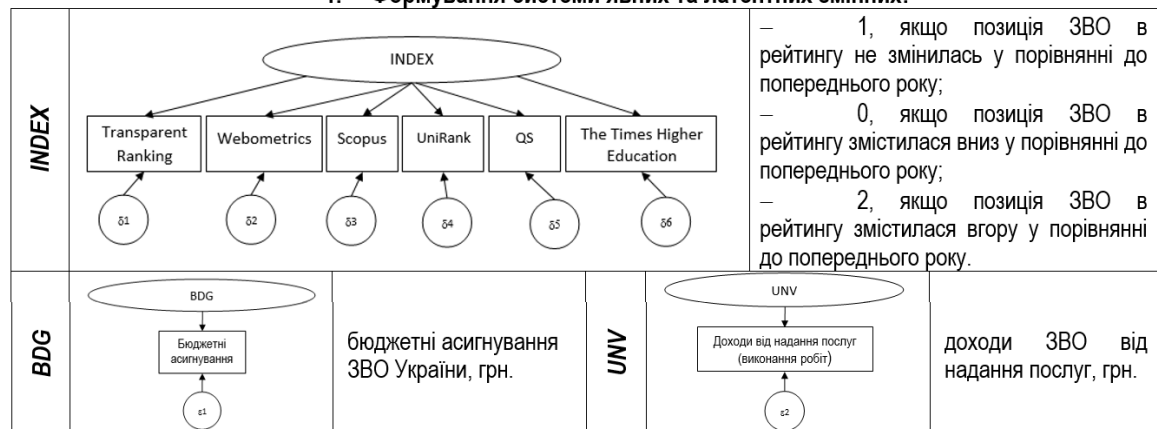 1. Формування системи явних та латентних змінних:
INDEX
INDEX
Transparent
Ranking
Webometrics
Scopus
UniRank
QS
The Times Higher
Education
δ1
δ2
δ3
δ4
δ5
δ6
– 1, якщо позиція ЗВО в
рейтингу не змінилась у порівнянні до
попереднього року;
– 0, якщо позиція ЗВО в
рейтингу змістилася вниз у порівнянні до
попереднього року;
– 2, якщо позиція ЗВО в
рейтингу змістилася вгору у порівнянні
до попереднього року.
BDG
BDG
Бюджетні
асигнування
ε1
бюджетні асигнування
ЗВО України, грн.
UNV
UNV
Доходи від надання послуг
(виконання робіт)
ε2
доходи ЗВО від
надання послуг, грн.